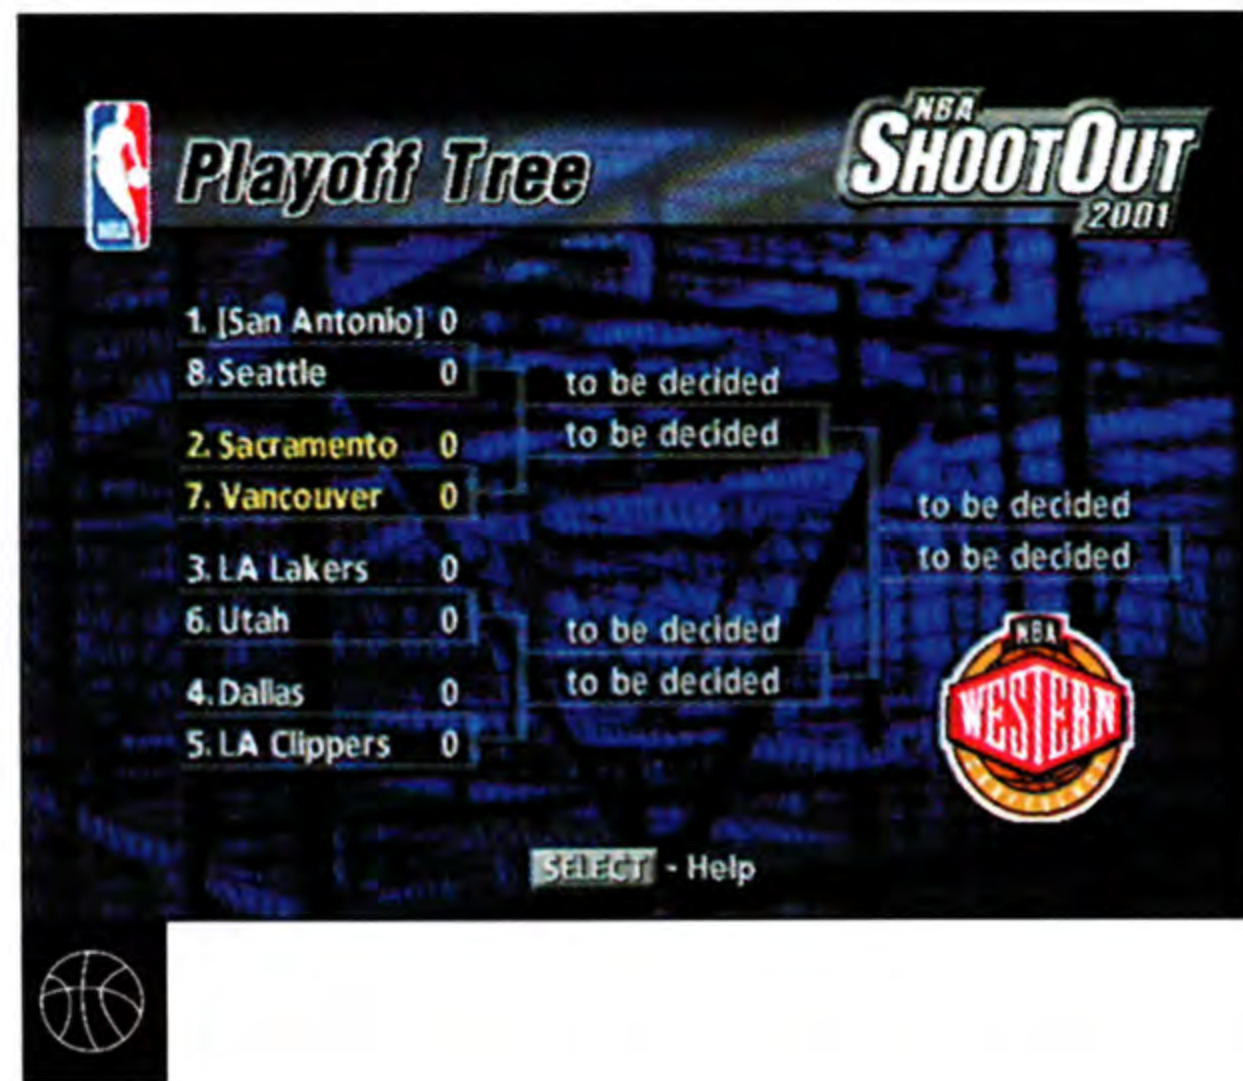 NBA
Playoff Tree
NBA
SHOOTOUT
2001
1. [San Antonio] 0
8. Seattle 0
to be decided
to be decided
2. Sacramento 0
7. Vancouver 0
to be decided
to be decided
3. LA Lakers 0
6. Utah 0
to be decided
to be decided
4. Dallas 0
5. LA Clippers 0
NBA
WESTERN
SELECT - Help